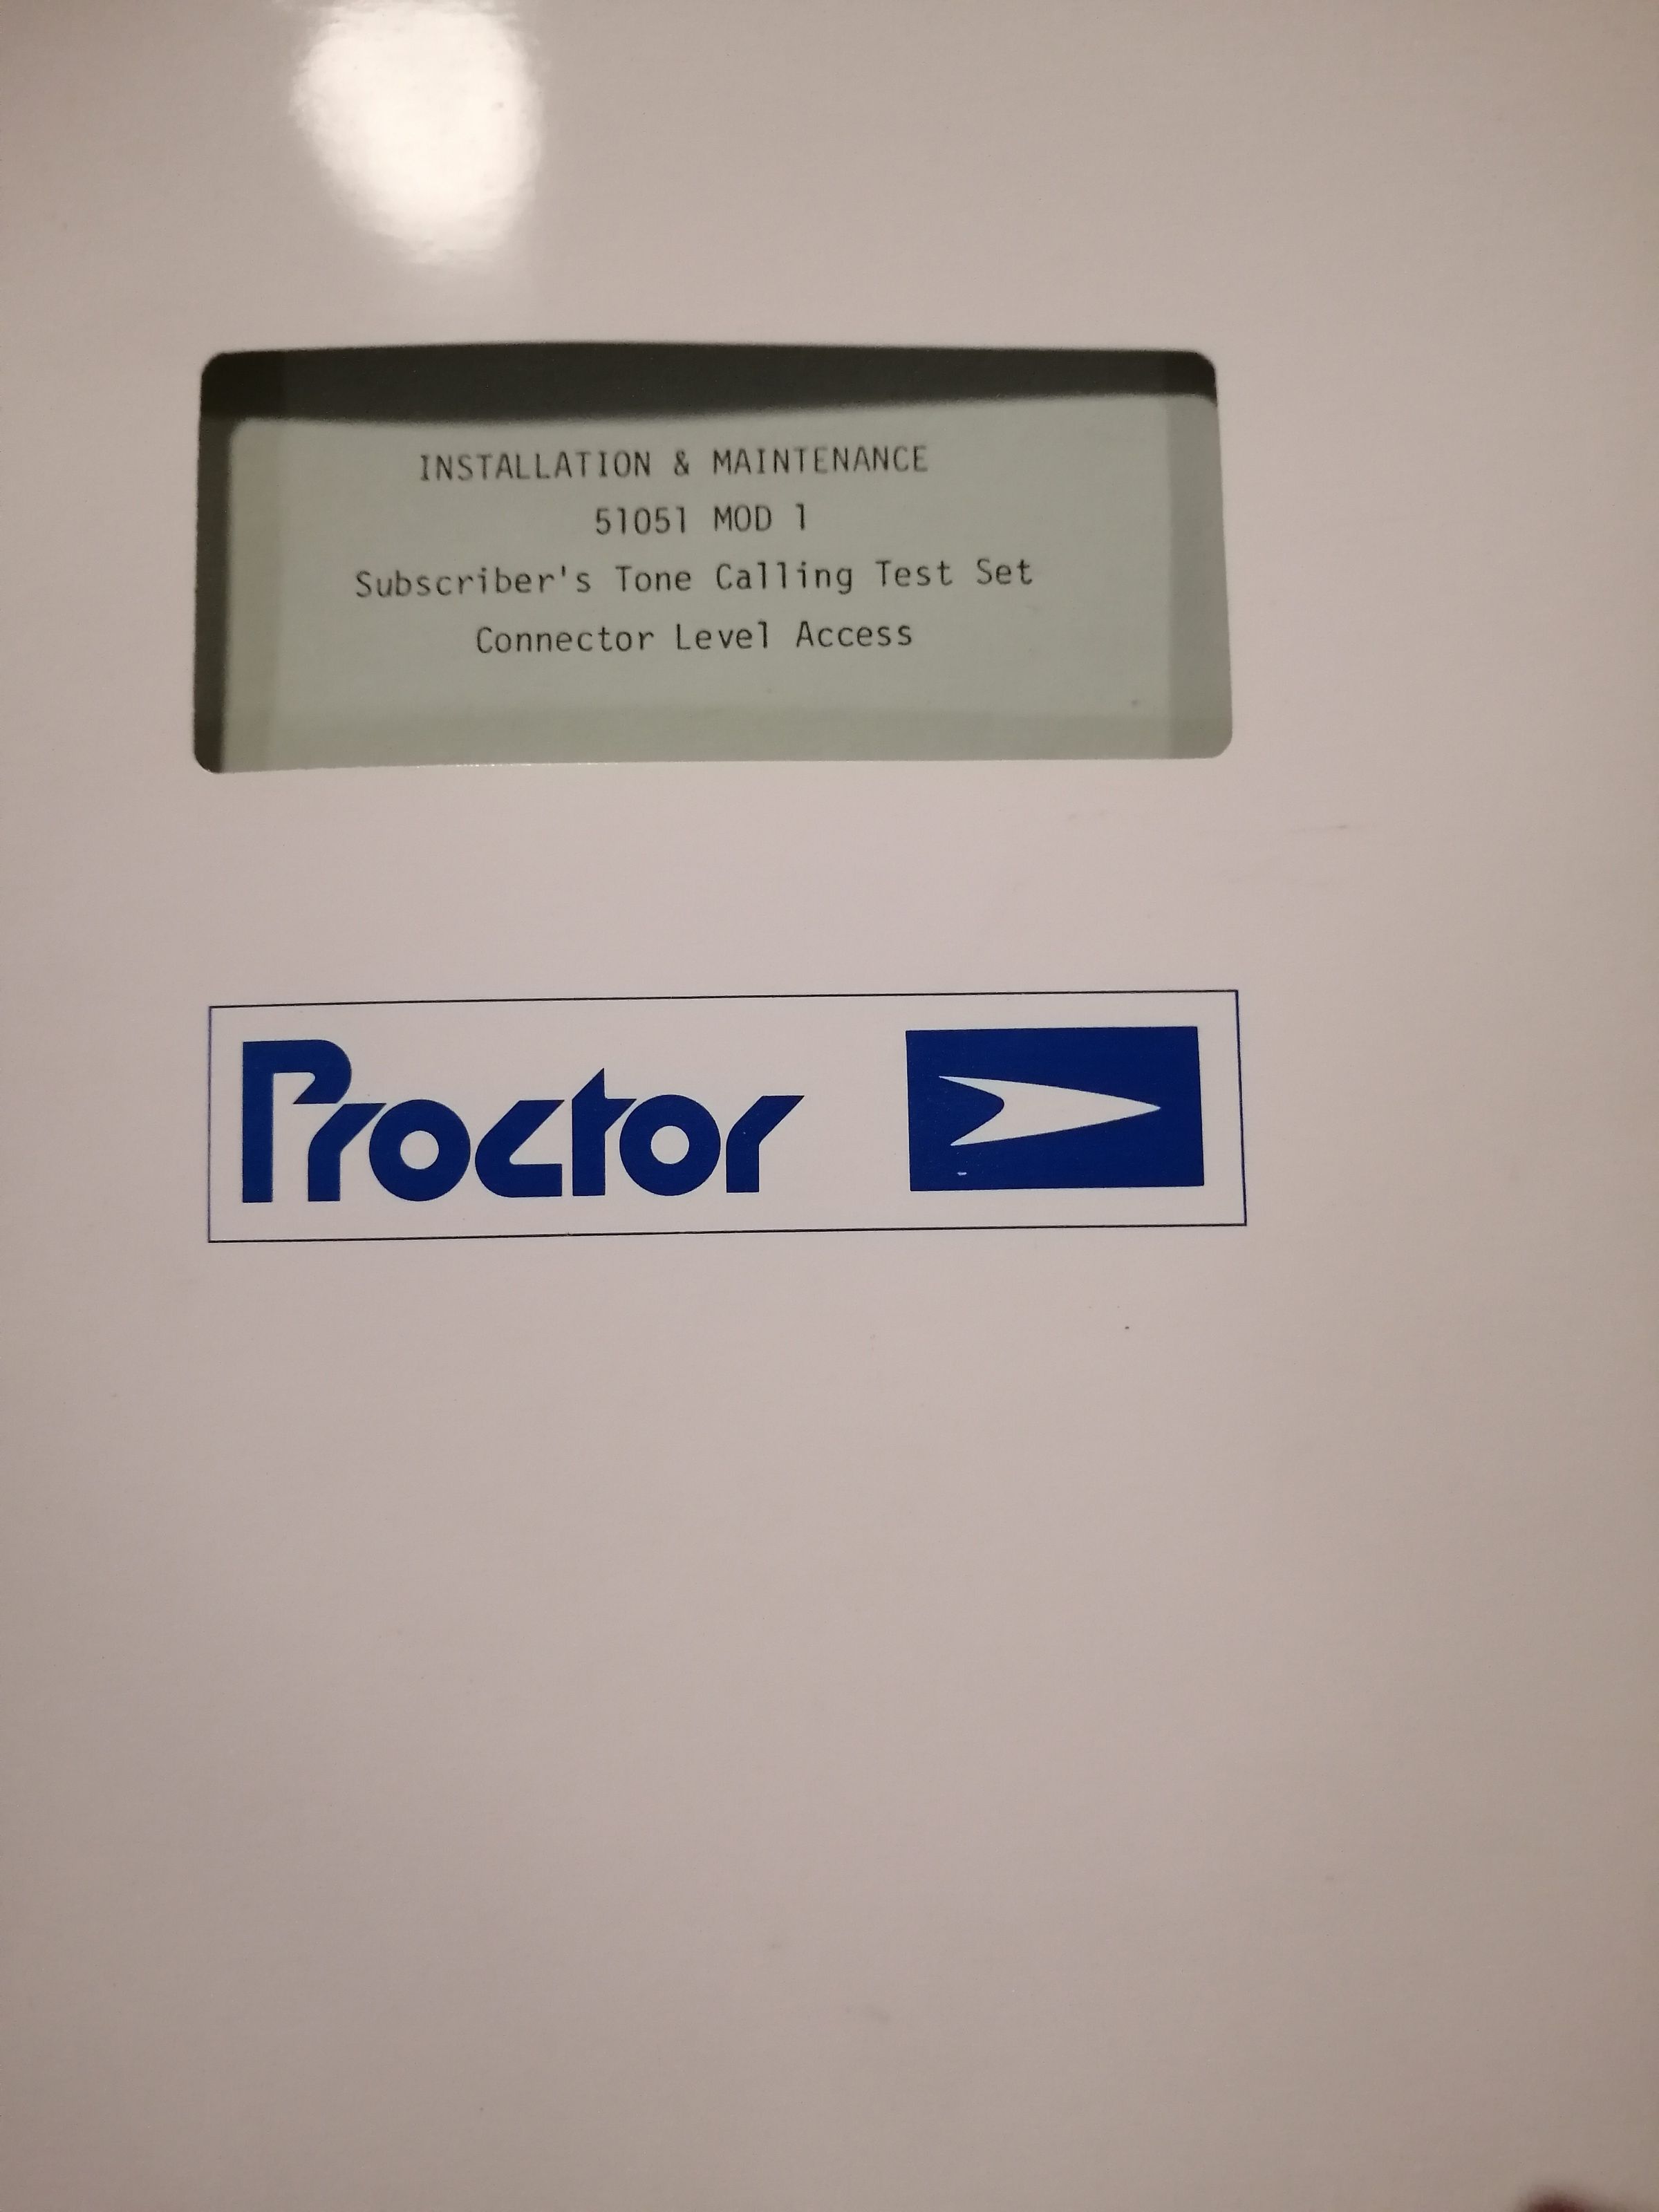 INSTALLATION & MAINTENANCE
51051 MOD 1
Subscriber's Tone Calling Test Set
Connector Level Access
Proctor